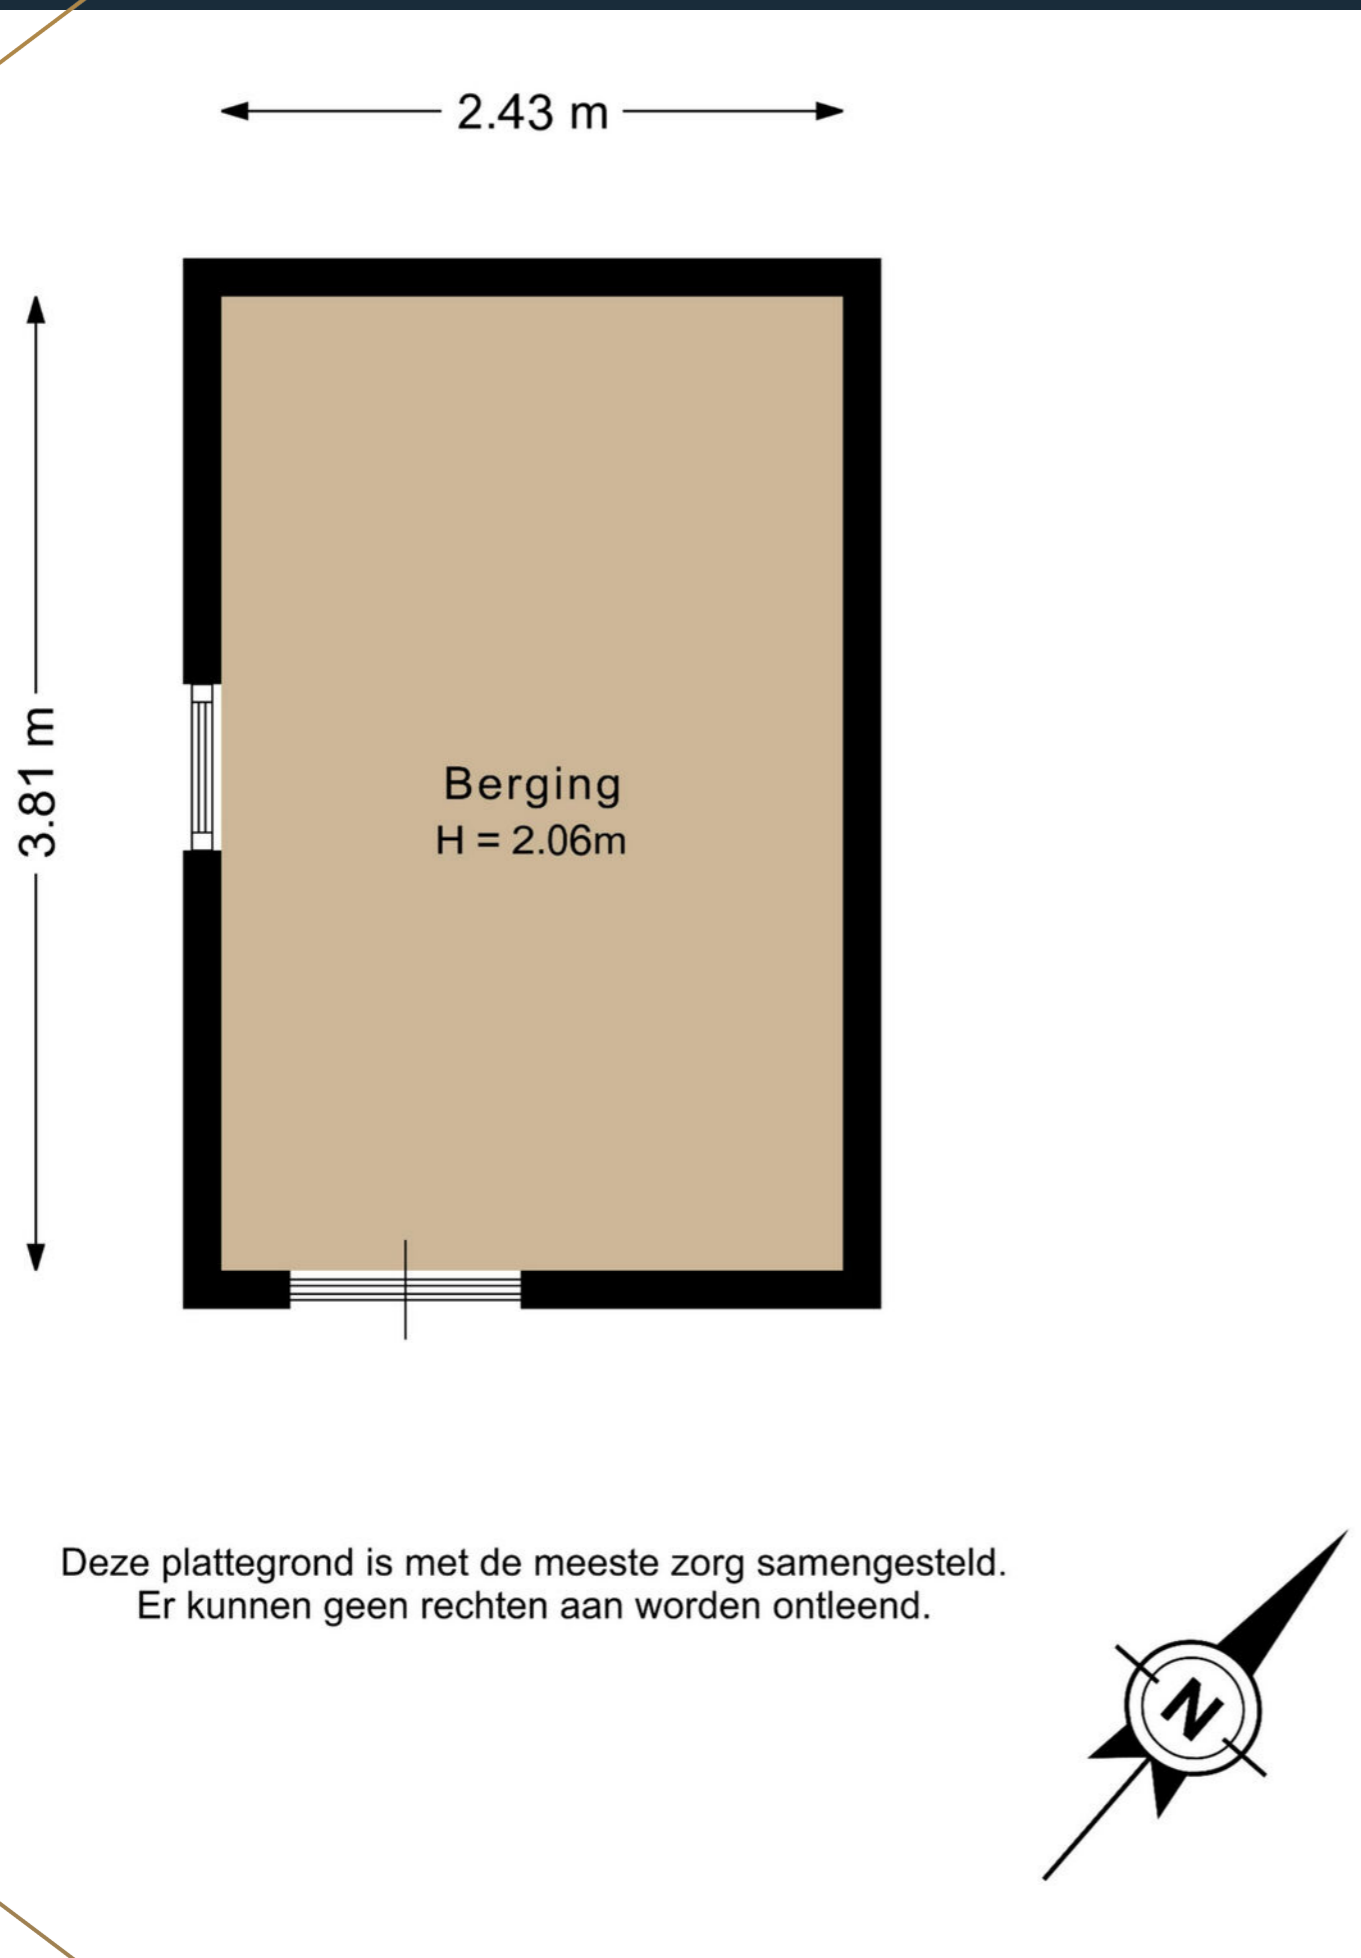 2.43 m
3.81 m
Berging
H = 2.06m
Deze plattegrond is met de meeste zorg samengesteld.
Er kunnen geen rechten aan worden ontleend.
N